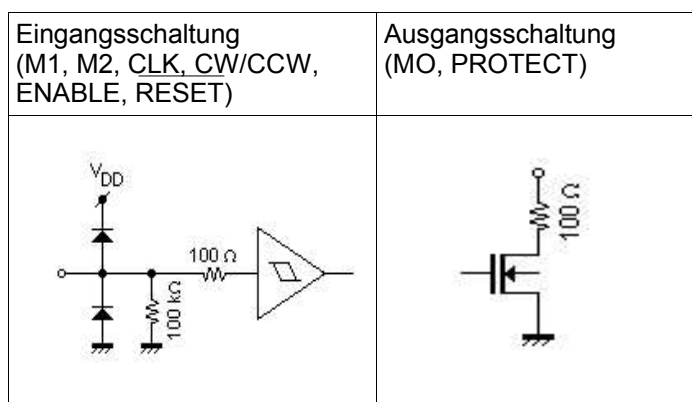 Eingangsschaltung
(M1, M2, CLK, CW/CCW,
ENABLE, RESET)
Ausgangsschaltung
(MO, PROTECT)
VDD
100 Ω
100 kΩ
100 Ω